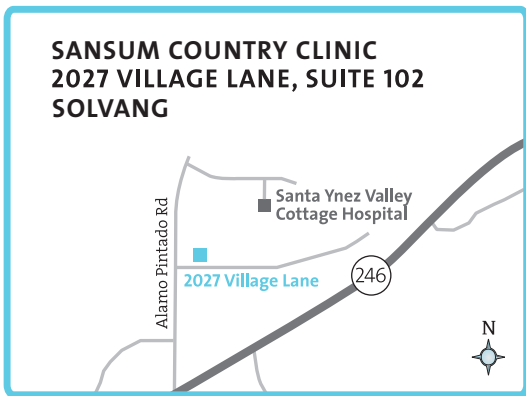 SANSUM COUNTRY CLINIC
2027 VILLAGE LANE, SUITE 102
SOLVANG
Santa Ynez Valley
Cottage Hospital
Alamo Pintado Rd
2027 Village Lane
246
N